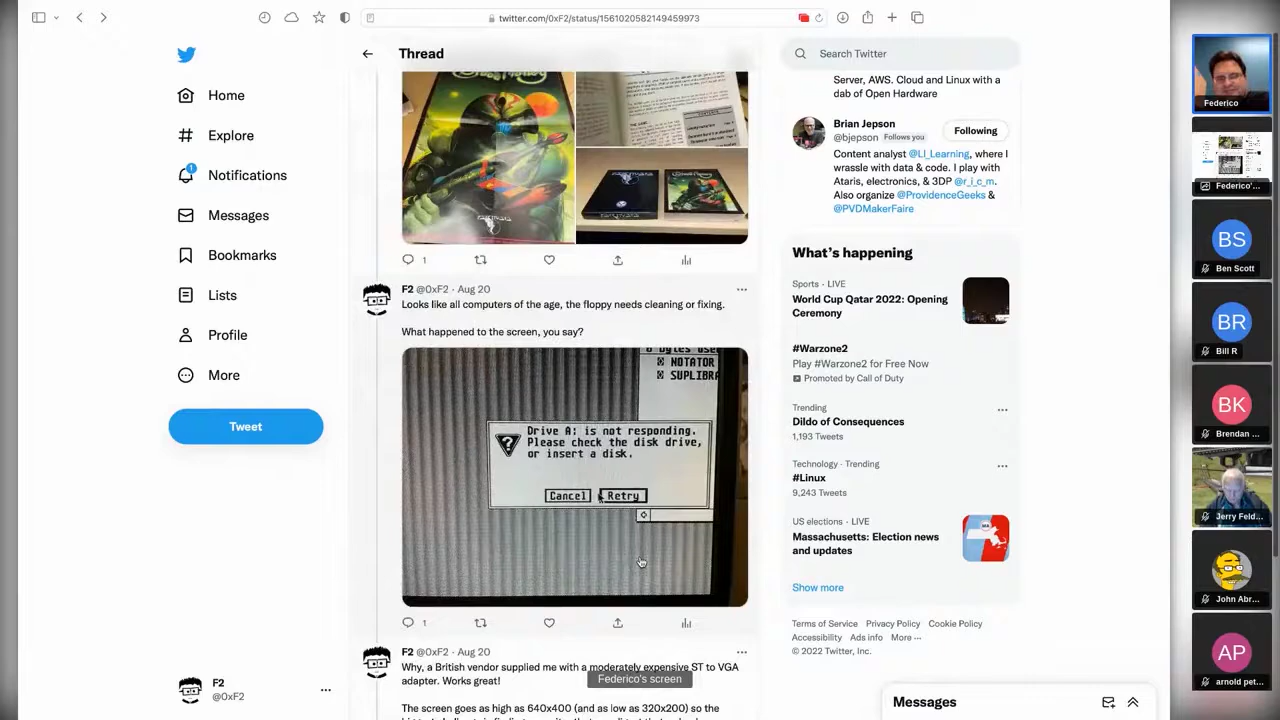 twitter.com/0xF2/status/1561020582149459973
Home
Explore
1
Notifications
Messages
Bookmarks
Lists
Profile
More
Tweet
F2
@0xF2
Thread
1
F2 @0xF2 · Aug 20
Looks like all computers of the age, the floppy needs cleaning or fixing.
What happened to the screen, you say?
NOTATOR
SUPLIBRA
Drive A: is not responding.
Please check the disk drive,
or insert a disk.
Cancel
Retry
1
F2 @0xF2 · Aug 20
Why, a British vendor supplied me with a moderately expensive ST to VGA
adapter. Works great!
Federico's screen
The screen goes as high as 640x400 (and as low as 320x200) so the
Search Twitter
Server, AWS. Cloud and Linux with a
dab of Open Hardware
Brian Jepson
@bjepson Follows you
Following
Content analyst @LI_Learning, where I
wrassle with data & code. I play with
Ataris, electronics, & 3DP @r_i_c_m.
Also organize @ProvidenceGeeks &
@PVDMakerFaire
What's happening
Sports · LIVE
World Cup Qatar 2022: Opening
Ceremony
#Warzone2
Play #Warzone2 for Free Now
Promoted by Call of Duty
Trending
Dildo of Consequences
1,193 Tweets
Technology · Trending
#Linux
9,243 Tweets
US elections · LIVE
Massachusetts: Election news
and updates
Show more
Terms of Service Privacy Policy Cookie Policy
Accessibility Ads info More ···
© 2022 Twitter, Inc.
Messages
Federico
Federico'...
BS
Ben Scott
BR
Bill R
BK
Brendan ...
Jerry Feld...
John Abr...
AP
arnold pet...